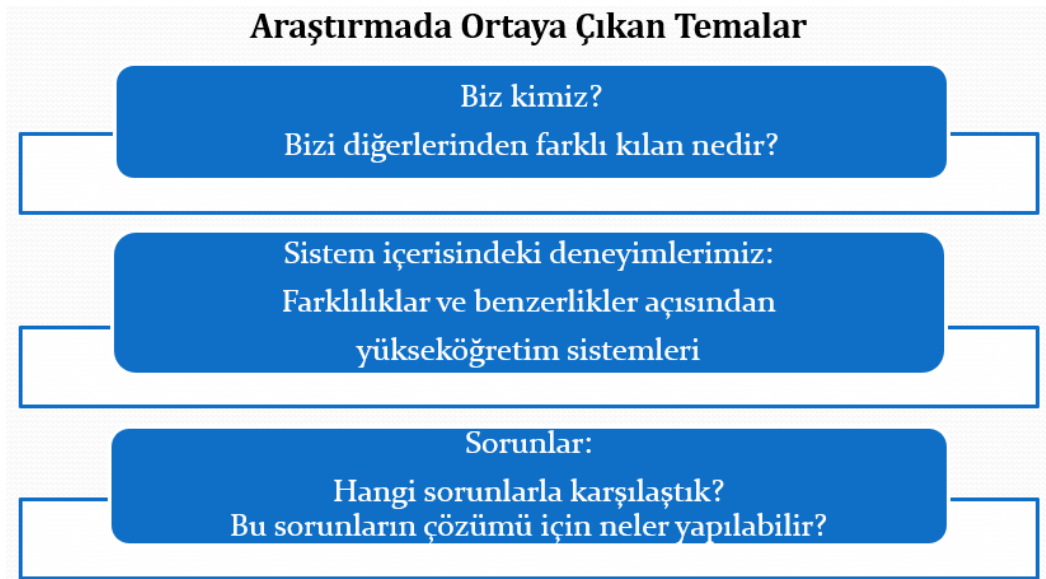 Araştırmada Ortaya Çıkan Temalar
Biz kimiz?
Bizi diğerlerinden farklı kılan nedir?
Sistem içerisindeki deneyimlerimiz:
Farklılıklar ve benzerlikler açısından
yükseköğretim sistemleri
Sorunlar:
Hangi sorunlarla karşılaştık?
Bu sorunların çözümü için neler yapılabilir?